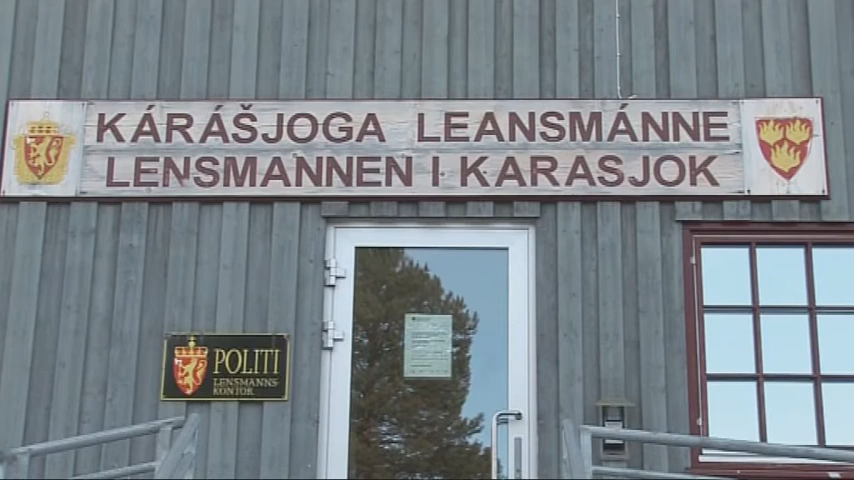 KÁRÁŠJOGA LEANSMÁNNE
LENSMANNEN I KARASJOK
POLITI
LENSMANNS
KONTOR